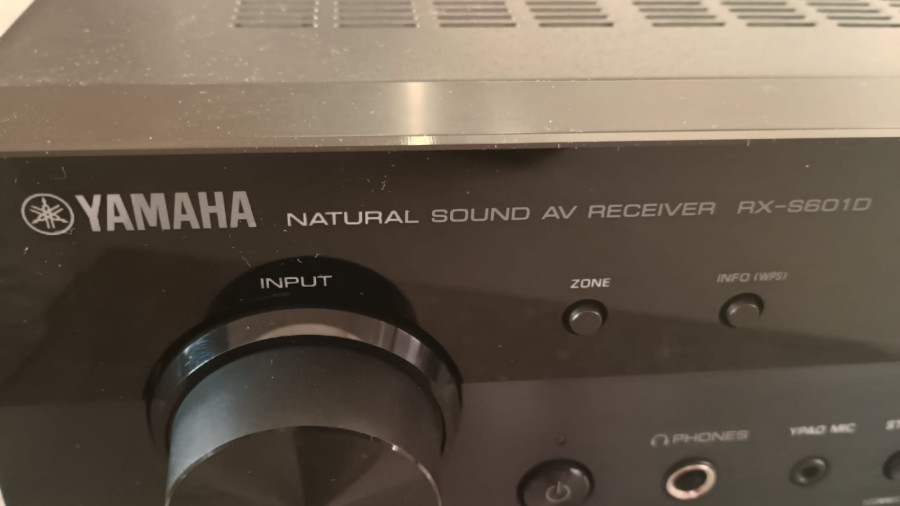 YAMAHA NATURAL SOUND AV RECEIVER RX-S601D
INPUT
ZONE
INFO (WPS)
PHONES
YPAO MIC